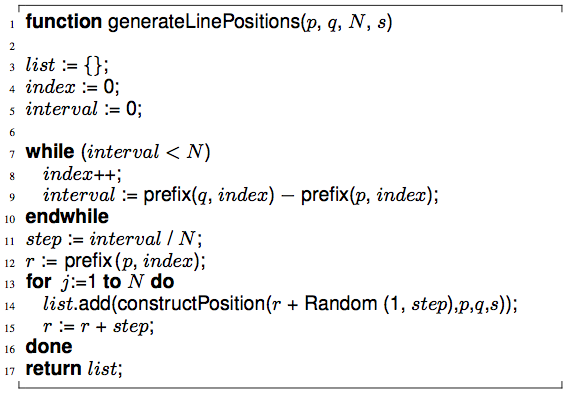 1 function generateLinePositions(p, q, N, s)
2
3 list := {};
4 index := 0;
5 interval := 0;
6
7 while (interval < N)
8 index++;
9 interval := prefix(q, index) − prefix(p, index);
10 endwhile
11 step := interval / N;
12 r := prefix(p, index);
13 for j:=1 to N do
14 list.add(constructPosition(r + Random (1, step),p,q,s));
15 r := r + step;
16 done
17 return list;